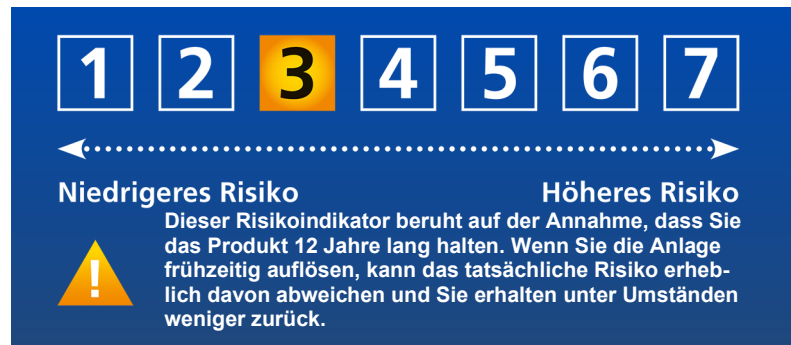 1 2 3 4 5 6 7
Niedrigeres Risiko Höheres Risiko
Dieser Risikoindikator beruht auf der Annahme, dass Sie
das Produkt 12 Jahre lang halten. Wenn Sie die Anlage
frühzeitig auflösen, kann das tatsächliche Risiko erheb-
lich davon abweichen und Sie erhalten unter Umständen
weniger zurück.
!